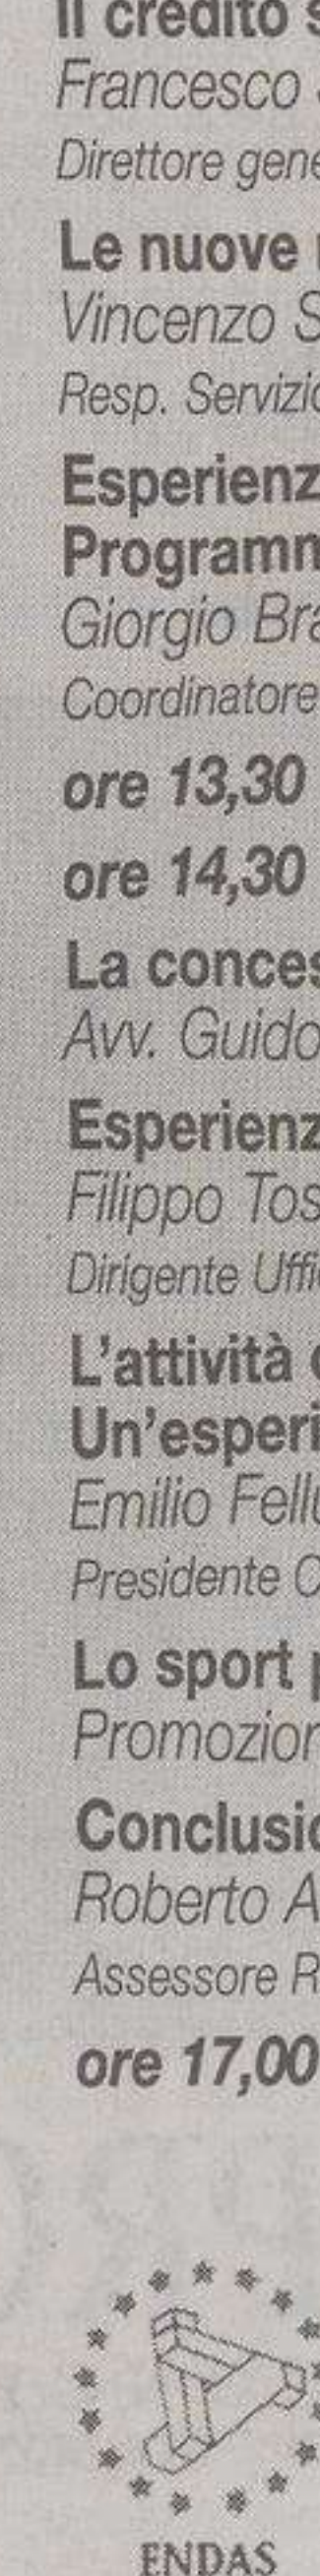 Il credito s
Francesco
Direttore gene
Le nuove
Vincenzo S
Resp. Servizio
Esperienz
Programm
Giorgio Bra
Coordinatore
ore 13,30
ore 14,30
La conces
Avv. Guido
Esperienz
Filippo Tos
Dirigente Uffi
L'attività
Un'esperi
Emilio Fellu
Presidente C
Lo sport p
Promozion
Conclusio
Roberto A
Assessore R
ore 17,00
ENDAS